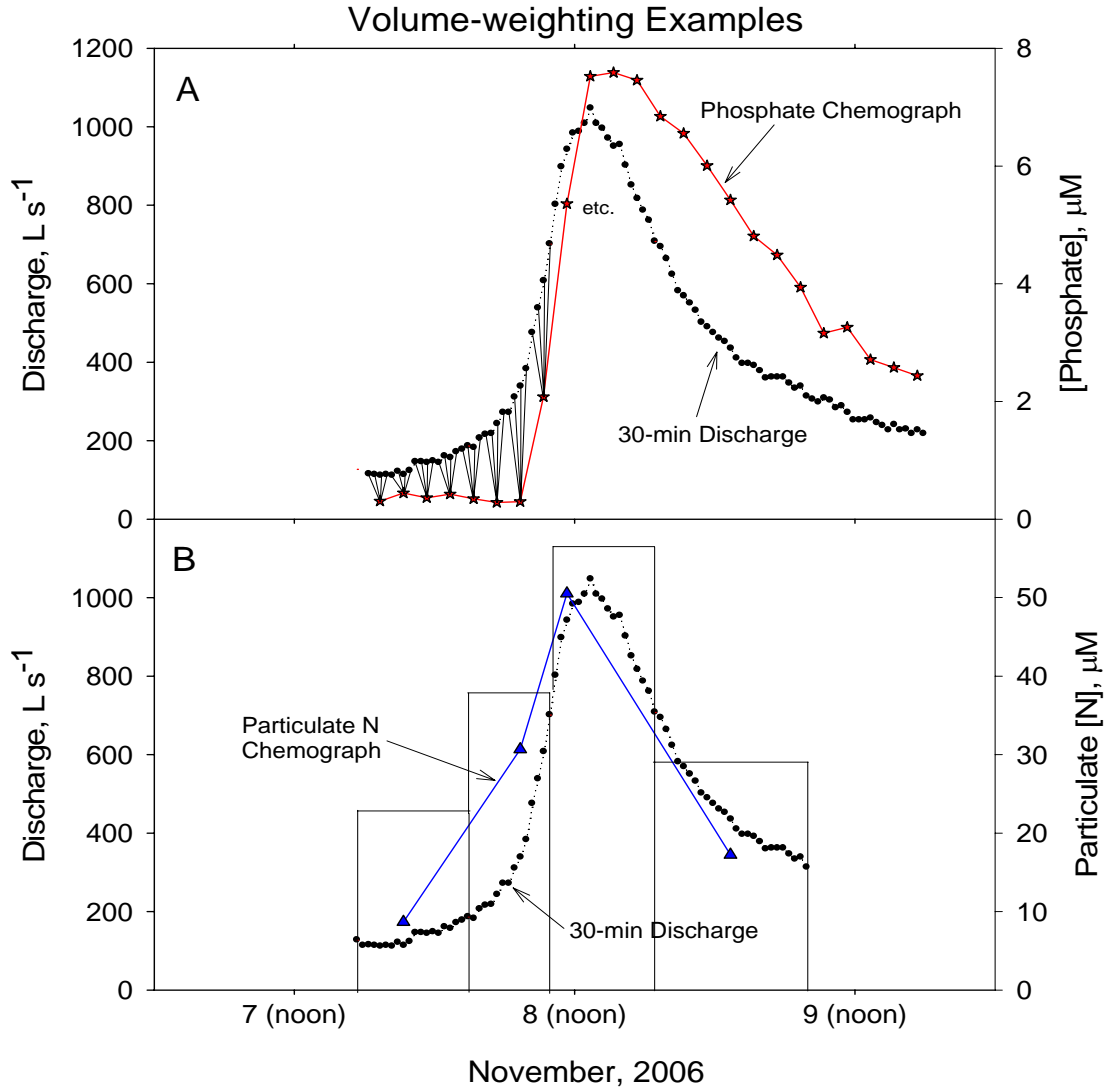 Volume-weighting Examples
A
1200
1000
800
600
400
200
0
Discharge, L s⁻¹
8
6
4
2
0
[Phosphate], μM
Phosphate Chemograph
etc.
30-min Discharge
B
1000
800
600
400
200
0
Discharge, L s⁻¹
50
40
30
20
10
0
Particulate [N], μM
Particulate N
Chemograph
30-min Discharge
7 (noon)
8 (noon)
9 (noon)
November, 2006